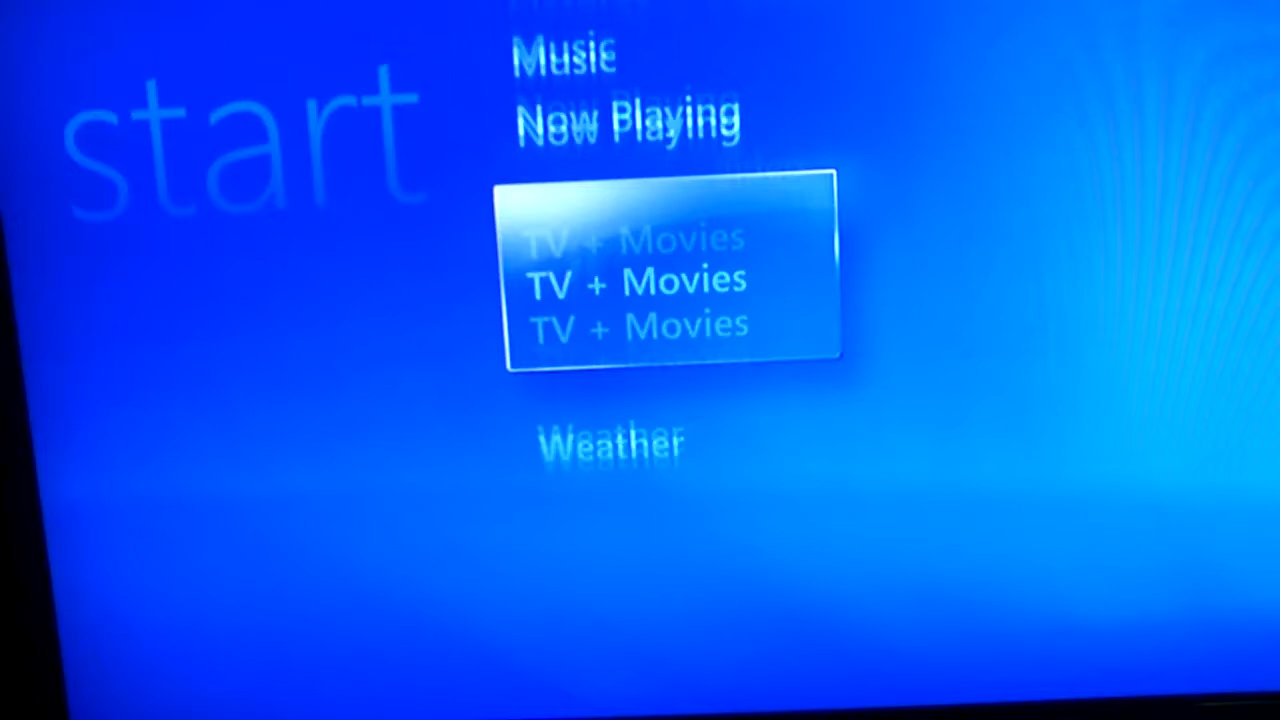 start
Music
Now Playing
TV + Movies
TV + Movies
TV + Movies
Weather